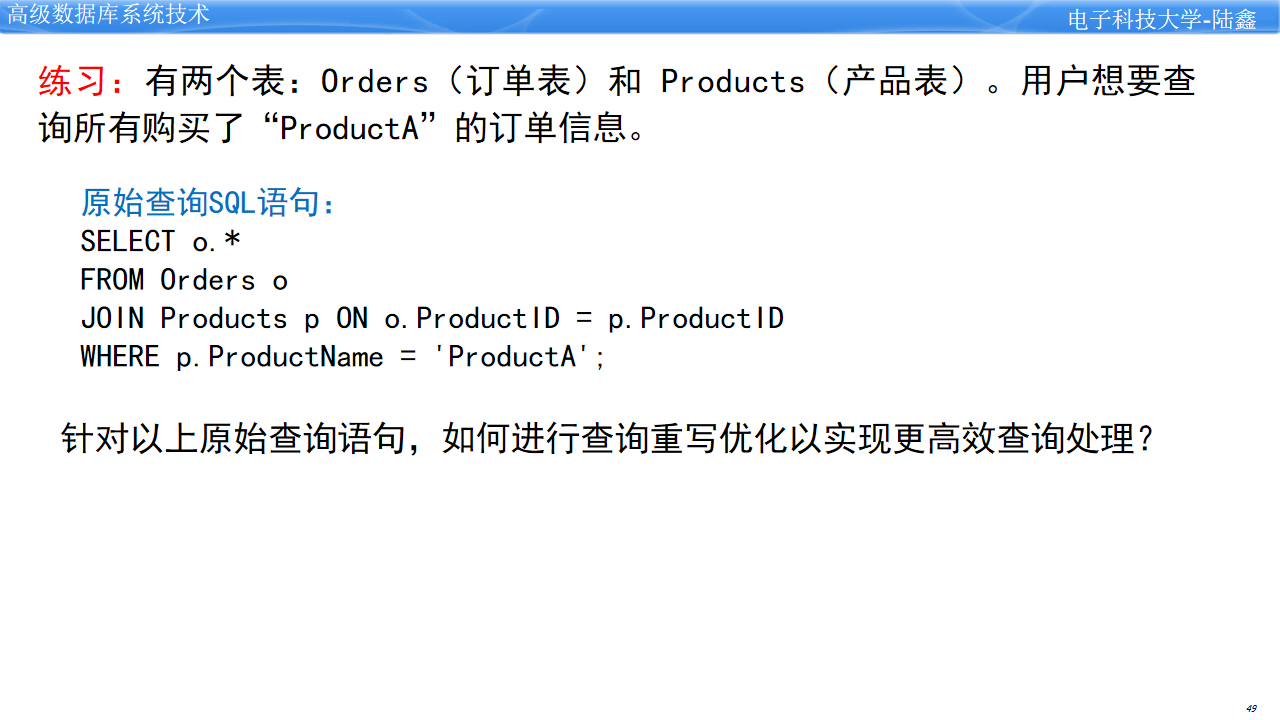 高级数据库系统技术
电子科技大学-陆鑫
练习：有两个表：Orders（订单表）和 Products（产品表）。用户想要查
询所有购买了“ProductA”的订单信息。
原始查询SQL语句：
SELECT o.*
FROM Orders o
JOIN Products p ON o.ProductID = p.ProductID
WHERE p.ProductName = 'ProductA';
针对以上原始查询语句，如何进行查询重写优化以实现更高效查询处理？
49